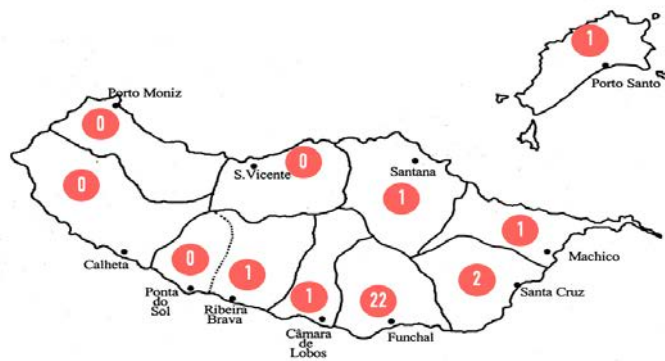 1
Porto Santo
Porto Moniz
0
0
S. Vicente
0
Santana
1
1
Machico
Calheta
0
Ponta
do
Sol
1
Ribeira
Brava
1
Câmara
de
Lobos
22
Funchal
2
Santa Cruz